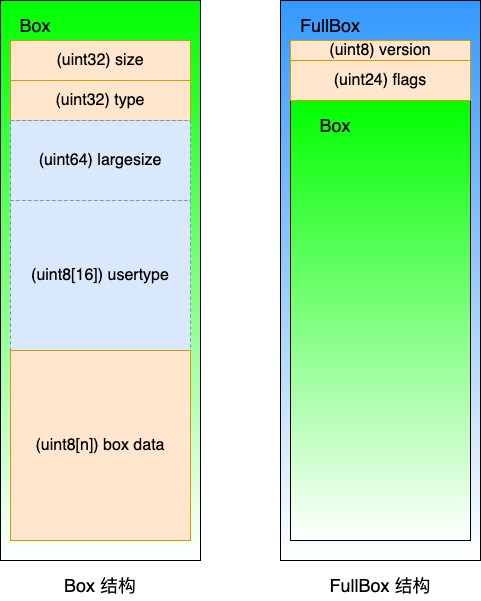 Box
(uint32) size
(uint32) type
(uint64) largesize
(uint8[16]) usertype
(uint8[n]) box data
Box 结构
FullBox
(uint8) version
(uint24) flags
Box
FullBox 结构